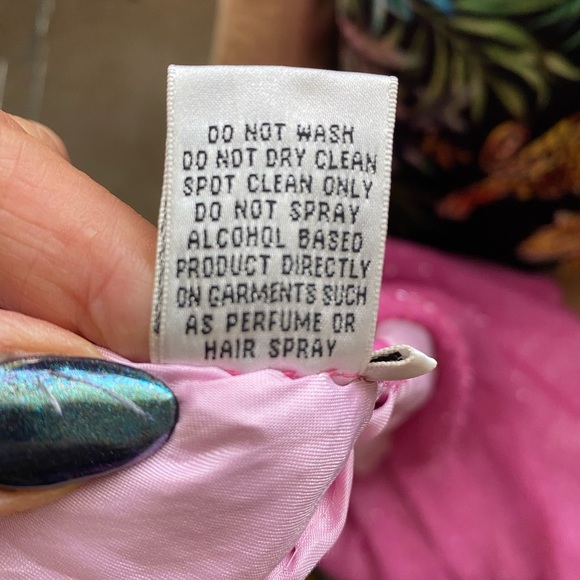 DO NOT WASH
DO NOT DRY CLEAN
SPOT CLEAN ONLY
DO NOT SPRAY
ALCOHOL BASED
PRODUCT DIRECTLY
ON GARMENTS SUCH
AS PERFUME OR
HAIR SPRAY